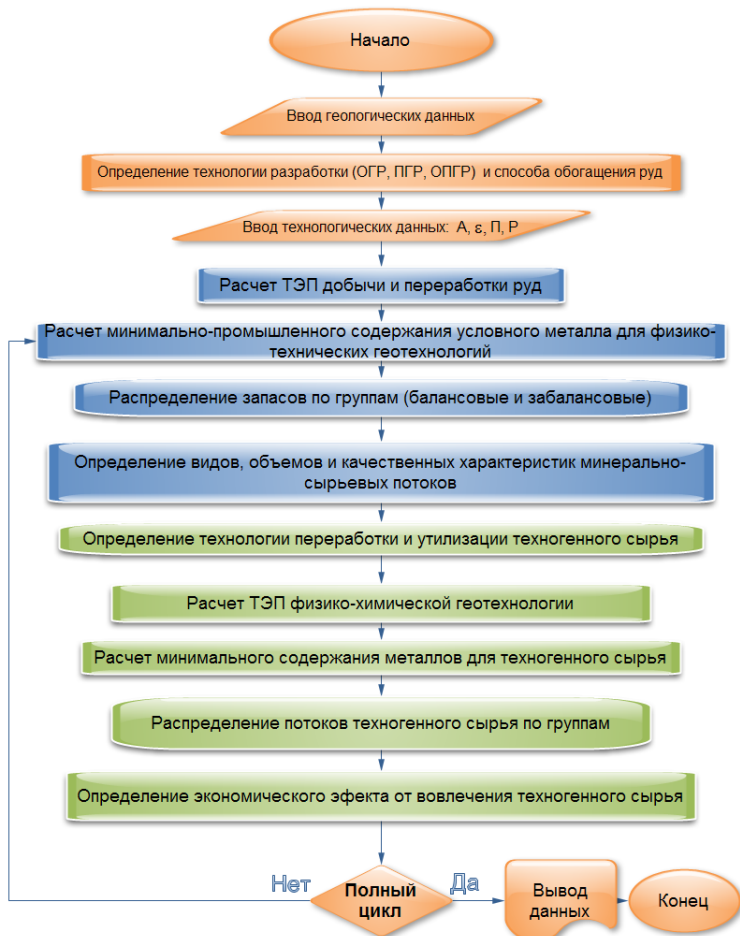 Начало
Ввод геологических данных
Определение технологии разработки (ОГР, ПГР, ОПГР) и способа обогащения руд
Ввод технологических данных: А, ε, П, Р
Расчет ТЭП добычи и переработки руд
Расчет минимально-промышленного содержания условного металла для физико-
технических геотехнологий
Распределение запасов по группам (балансовые и забалансовые)
Определение видов, объемов и качественных характеристик минерально-
сырьевых потоков
Определение технологии переработки и утилизации техногенного сырья
Расчет ТЭП физико-химической геотехнологии
Расчет минимального содержания металлов для техногенного сырья
Распределение потоков техногенного сырья по группам
Определение экономического эфекта от вовлечения техногенного сырья
Нет
Полный
цикл
Да
Вывод
данных
Конец